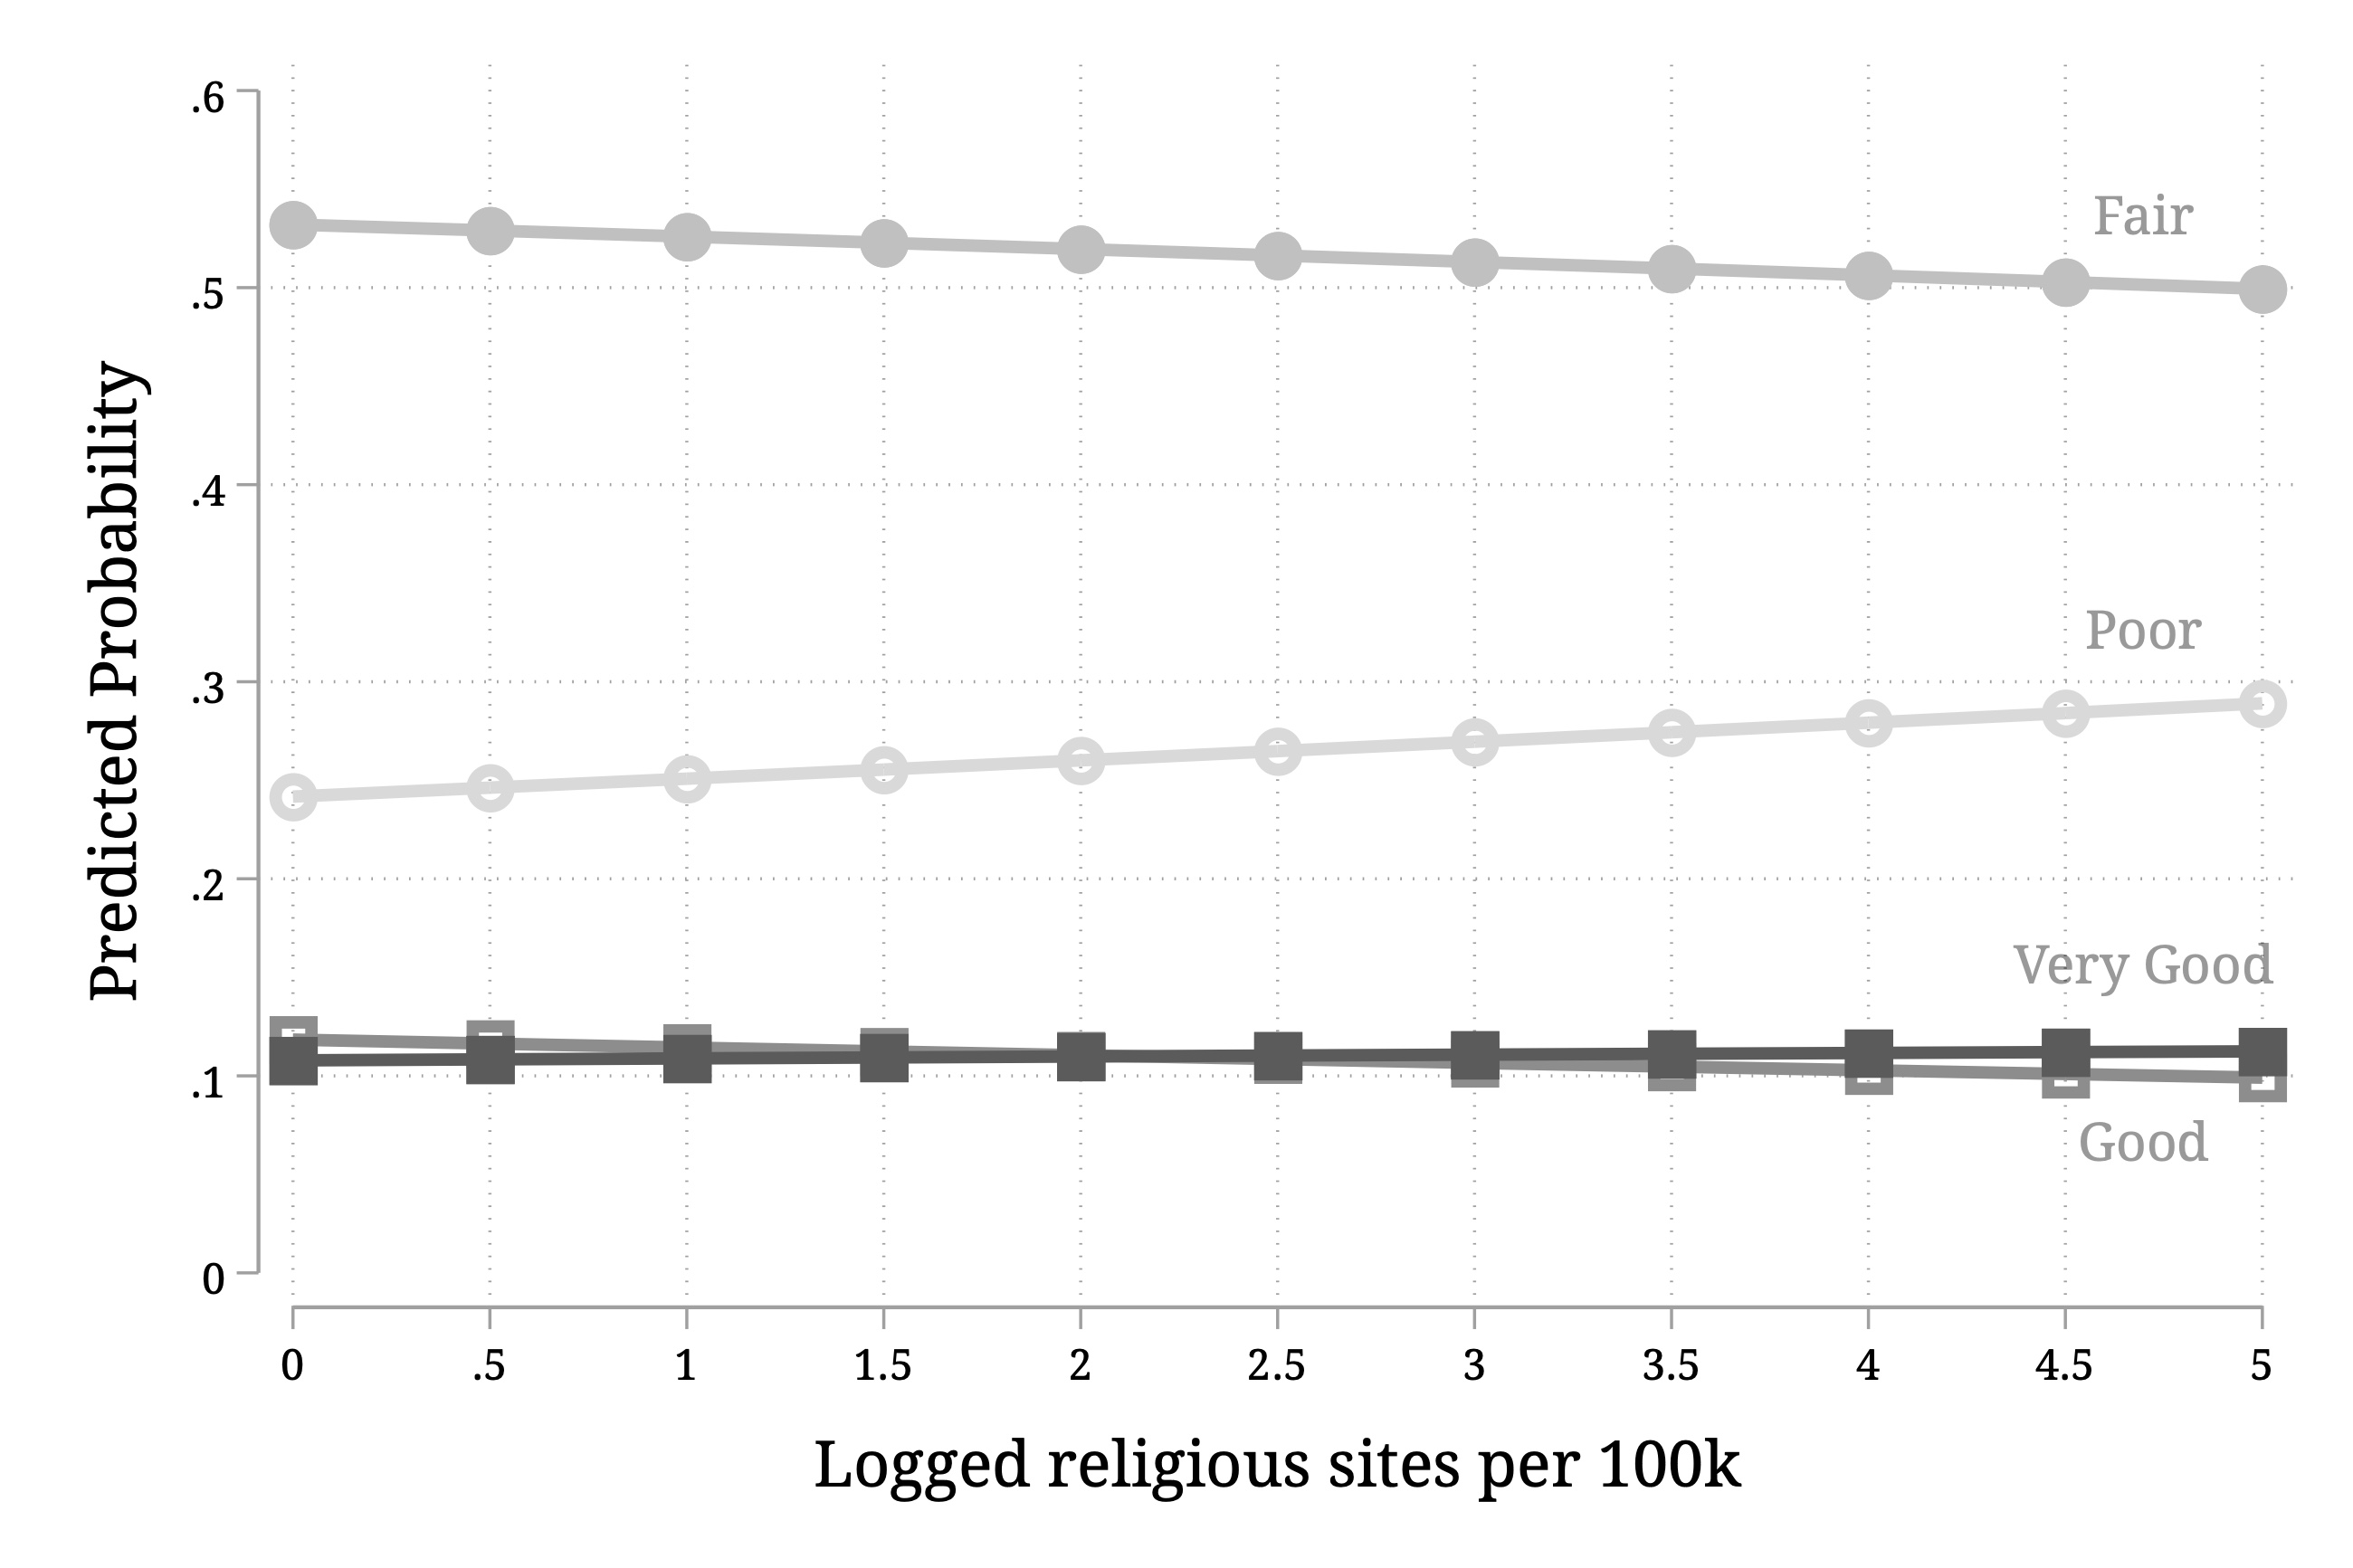 Predicted Probability
.6
.5
.4
.3
.2
.1
0
Fair
Poor
Very Good
Good
0 .5 1 1.5 2 2.5 3 3.5 4 4.5 5
Logged religious sites per 100k